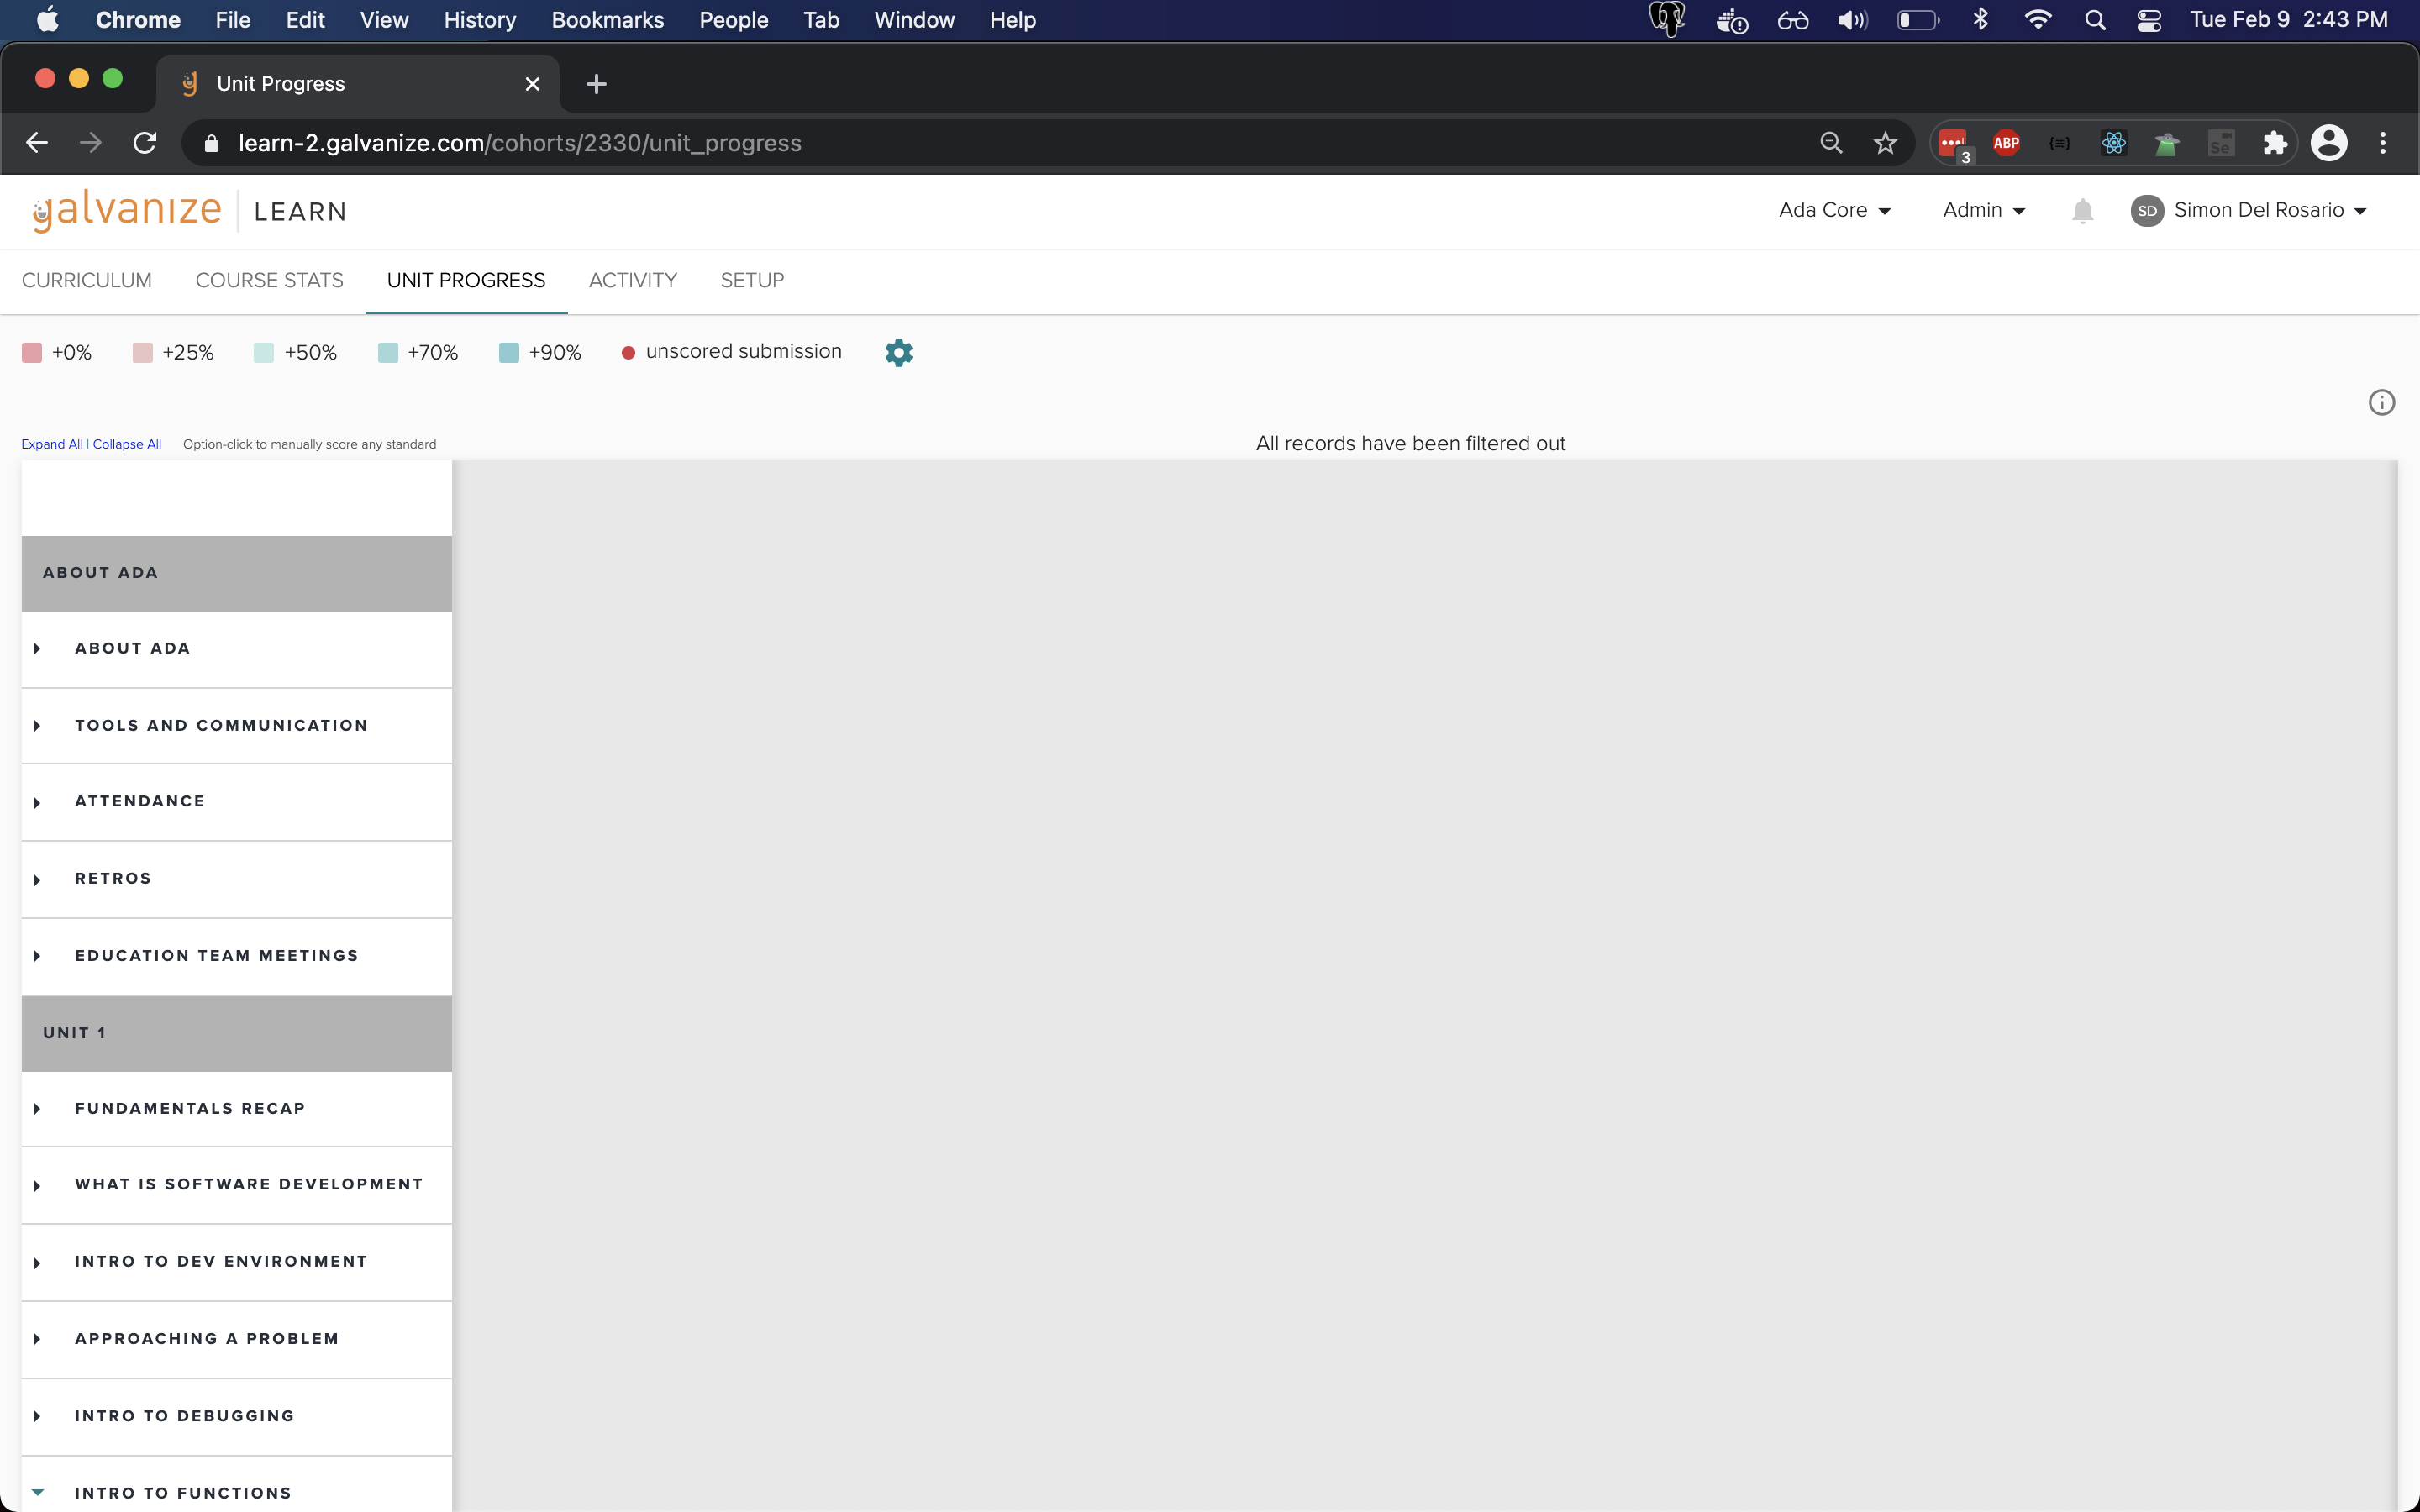 Chrome File Edit View History Bookmarks People Tab Window Help Tue Feb 9 2:43 PM
Unit Progress
learn-2.galvanize.com/cohorts/2330/unit_progress 3 ABP {≡} Se
galvanize LEARN Ada Core Admin SD Simon Del Rosario
CURRICULUM COURSE STATS UNIT PROGRESS ACTIVITY SETUP
+0% +25% +50% +70% +90% unscored submission
Expand All | Collapse All Option-click to manually score any standard All records have been filtered out
ABOUT ADA
ABOUT ADA
TOOLS AND COMMUNICATION
ATTENDANCE
RETROS
EDUCATION TEAM MEETINGS
UNIT 1
FUNDAMENTALS RECAP
WHAT IS SOFTWARE DEVELOPMENT
INTRO TO DEV ENVIRONMENT
APPROACHING A PROBLEM
INTRO TO DEBUGGING
INTRO TO FUNCTIONS